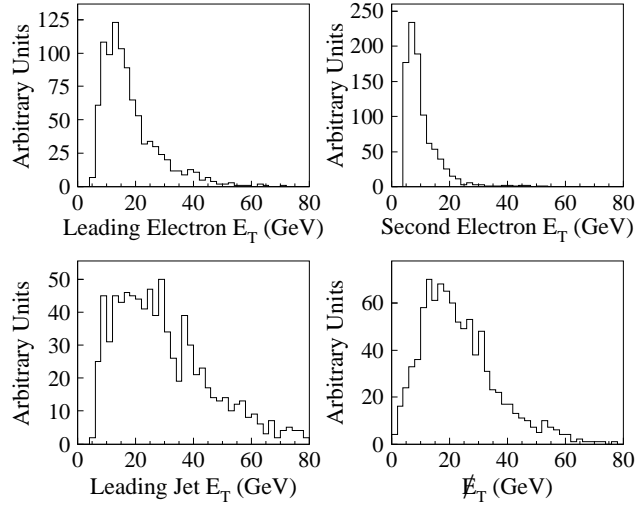 Arbitrary Units
125
100
75
50
25
0
0 20 40 60 80
Leading Electron E_T (GeV)
Arbitrary Units
250
200
150
100
50
0
0 20 40 60 80
Second Electron E_T (GeV)
Arbitrary Units
50
40
30
20
10
0
0 20 40 60 80
Leading Jet E_T (GeV)
Arbitrary Units
60
40
20
0
0 20 40 60 80
E̸_T (GeV)